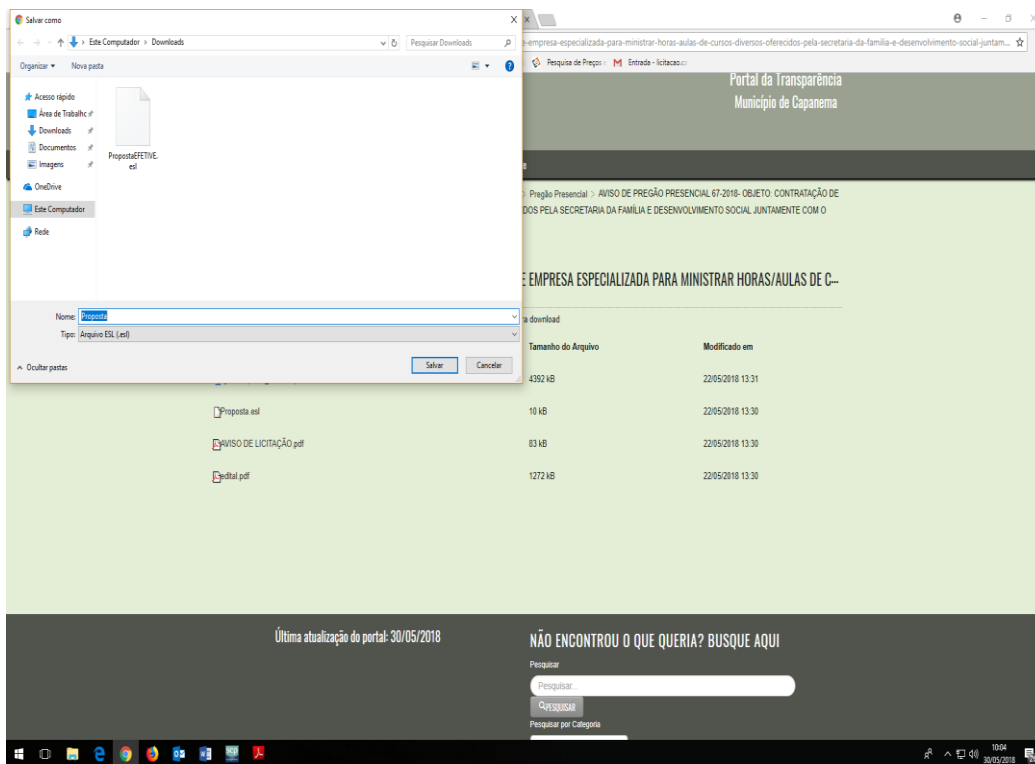 Salvar como
Este Computador > Downloads
Pesquisar Downloads
Organizar
Nova pasta
Acesso rápido
Área de Trabalhc
Downloads
Documentos
Imagens
OneDrive
Este Computador
Rede
PropostaEFETIVE.
esl
Nome: Proposta
Tipo: Arquivo ESL (.esl)
Ocultar pastas
Salvar
Cancelar
e-empresa-especializada-para-ministrar-horas-aulas-de-cursos-diversos-oferecidos-pela-secretaria-da-familia-e-desenvolvimento-social-juntam...
Pesquisa de Preços
Entrada - licitacao.c
Portal da Transparência
Município de Capanema
> Pregão Presencial > AVISO DE PREGÃO PRESENCIAL 67-2018- OBJETO: CONTRATAÇÃO DE
DOS PELA SECRETARIA DA FAMÍLIA E DESENVOLVIMENTO SOCIAL JUNTAMENTE COM O
E EMPRESA ESPECIALIZADA PARA MINISTRAR HORAS/AULAS DE C...
ra download
Tamanho do Arquivo Modificado em
4392 kB 22/05/2018 13:31
Proposta.esl 10 kB 22/05/2018 13:30
AVISO DE LICITAÇÃO.pdf 83 kB 22/05/2018 13:30
edital.pdf 1272 kB 22/05/2018 13:30
Última atualização do portal: 30/05/2018
NÃO ENCONTROU O QUE QUERIA? BUSQUE AQUI
Pesquisar
Pesquisar...
PESQUISAR
Pesquisar por Categoria
10:04
30/05/2018